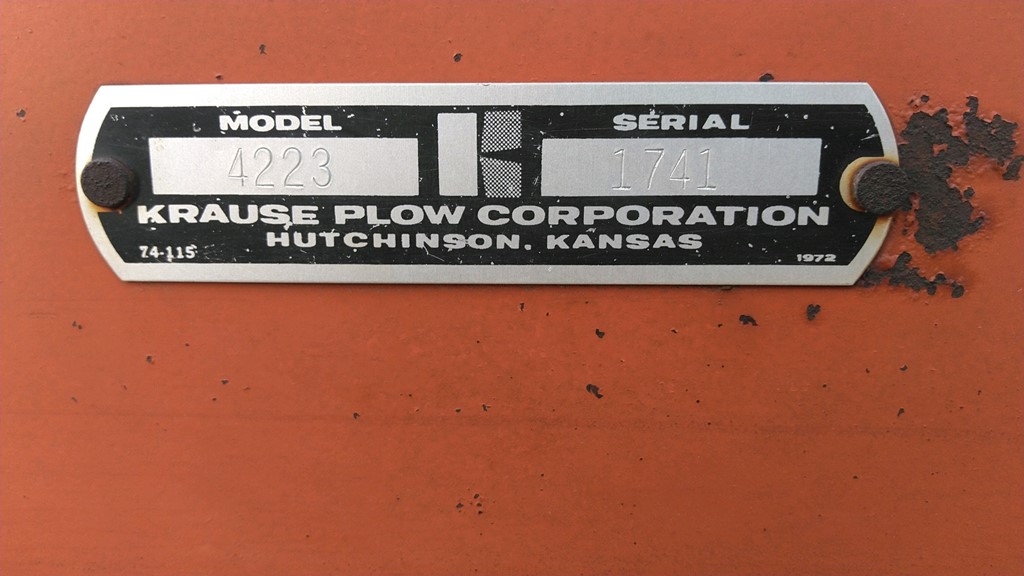 MODEL SERIAL
4223 1741
KRAUSE PLOW CORPORATION
HUTCHINSON, KANSAS
74-115 1972